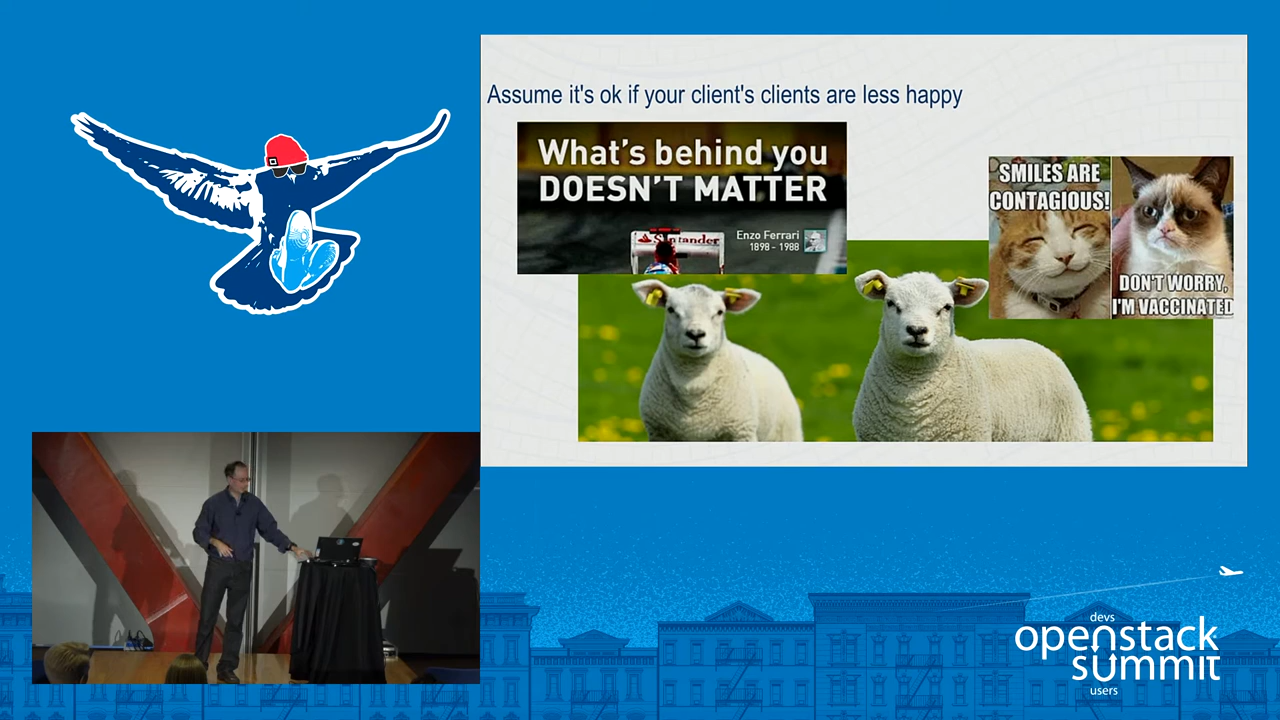 Assume it's ok if your client's clients are less happy
What's behind you
DOESN'T MATTER
Santander
Enzo Ferrari
1898 - 1988
SMILES ARE
CONTAGIOUS!
DON'T WORRY,
I'M VACCINATED
devs
openstack
summit
users